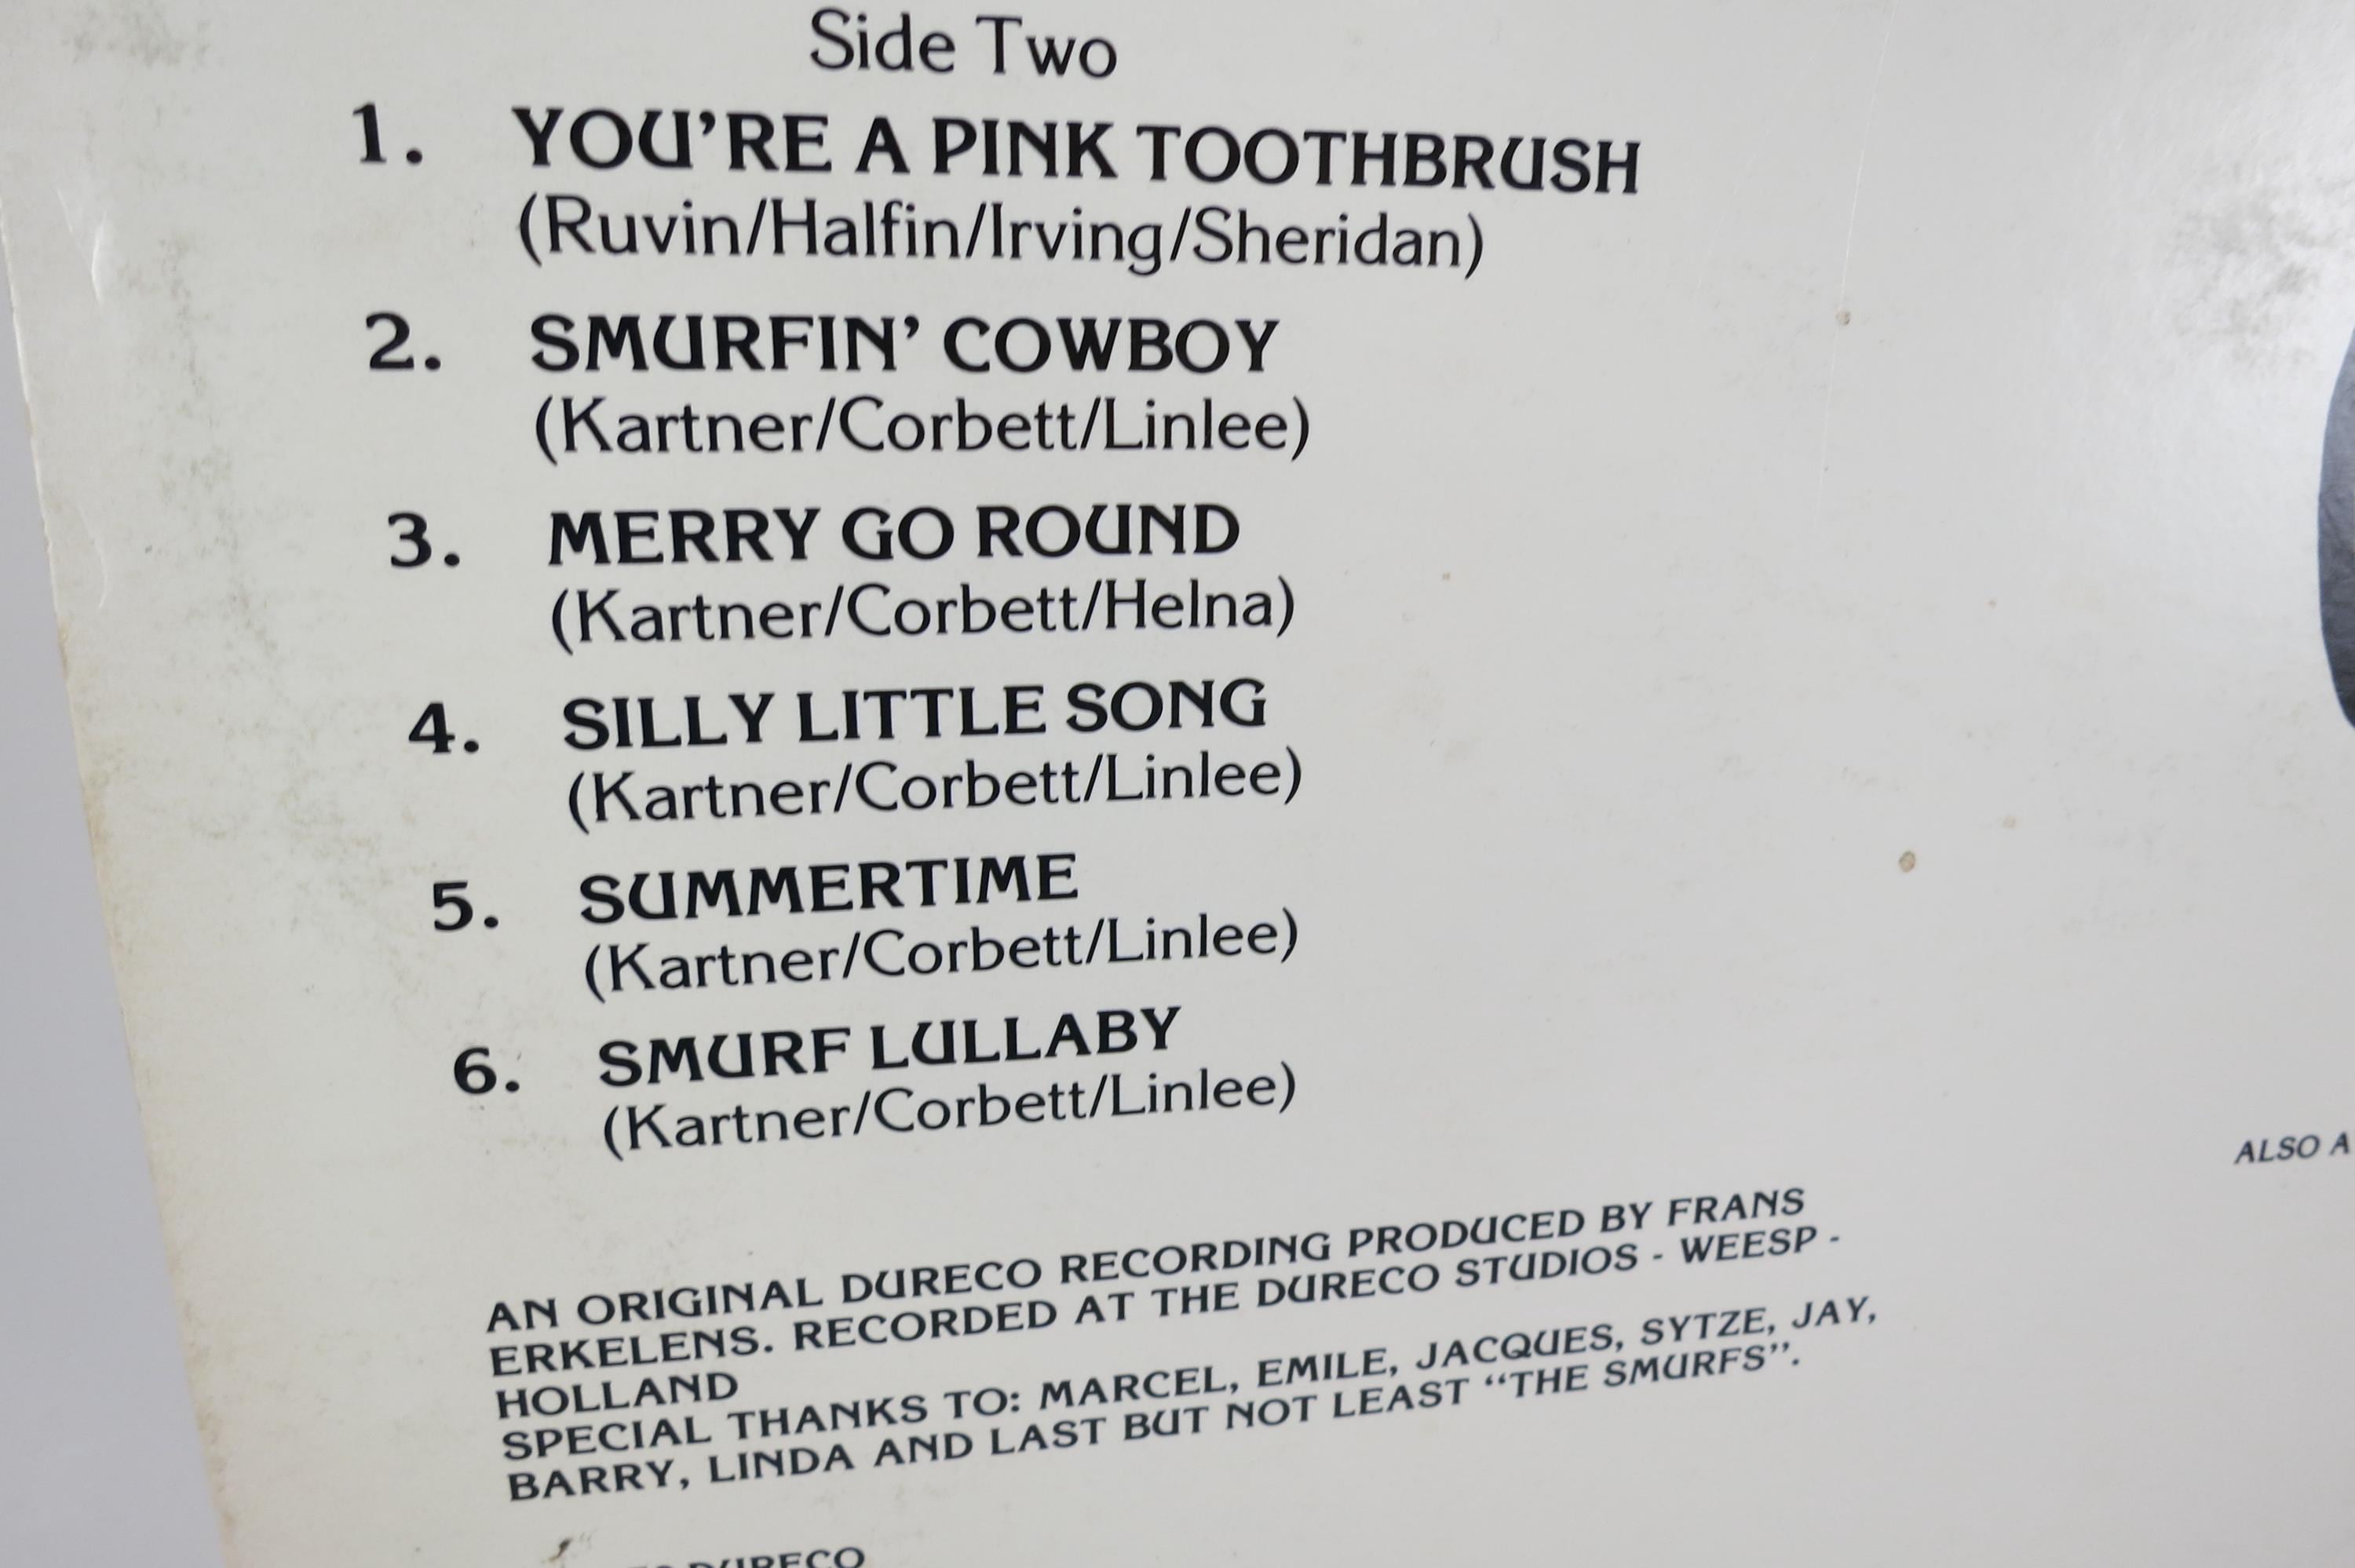 Side Two
1. YOU'RE A PINK TOOTHBRUSH
(Ruvin/Halfin/Irving/Sheridan)
2. SMURFIN' COWBOY
(Kartner/Corbett/Linlee)
3. MERRY GO ROUND
(Kartner/Corbett/Helna)
4. SILLY LITTLE SONG
(Kartner/Corbett/Linlee)
5. SUMMERTIME
(Kartner/Corbett/Linlee)
6. SMURF LULLABY
(Kartner/Corbett/Linlee)
ALSO A
AN ORIGINAL DURECO RECORDING PRODUCED BY FRANS
ERKELENS. RECORDED AT THE DURECO STUDIOS - WEESP -
HOLLAND
SPECIAL THANKS TO: MARCEL, EMILE, JACQUES, SYTZE, JAY,
BARRY, LINDA AND LAST BUT NOT LEAST "THE SMURFS".
DURECO